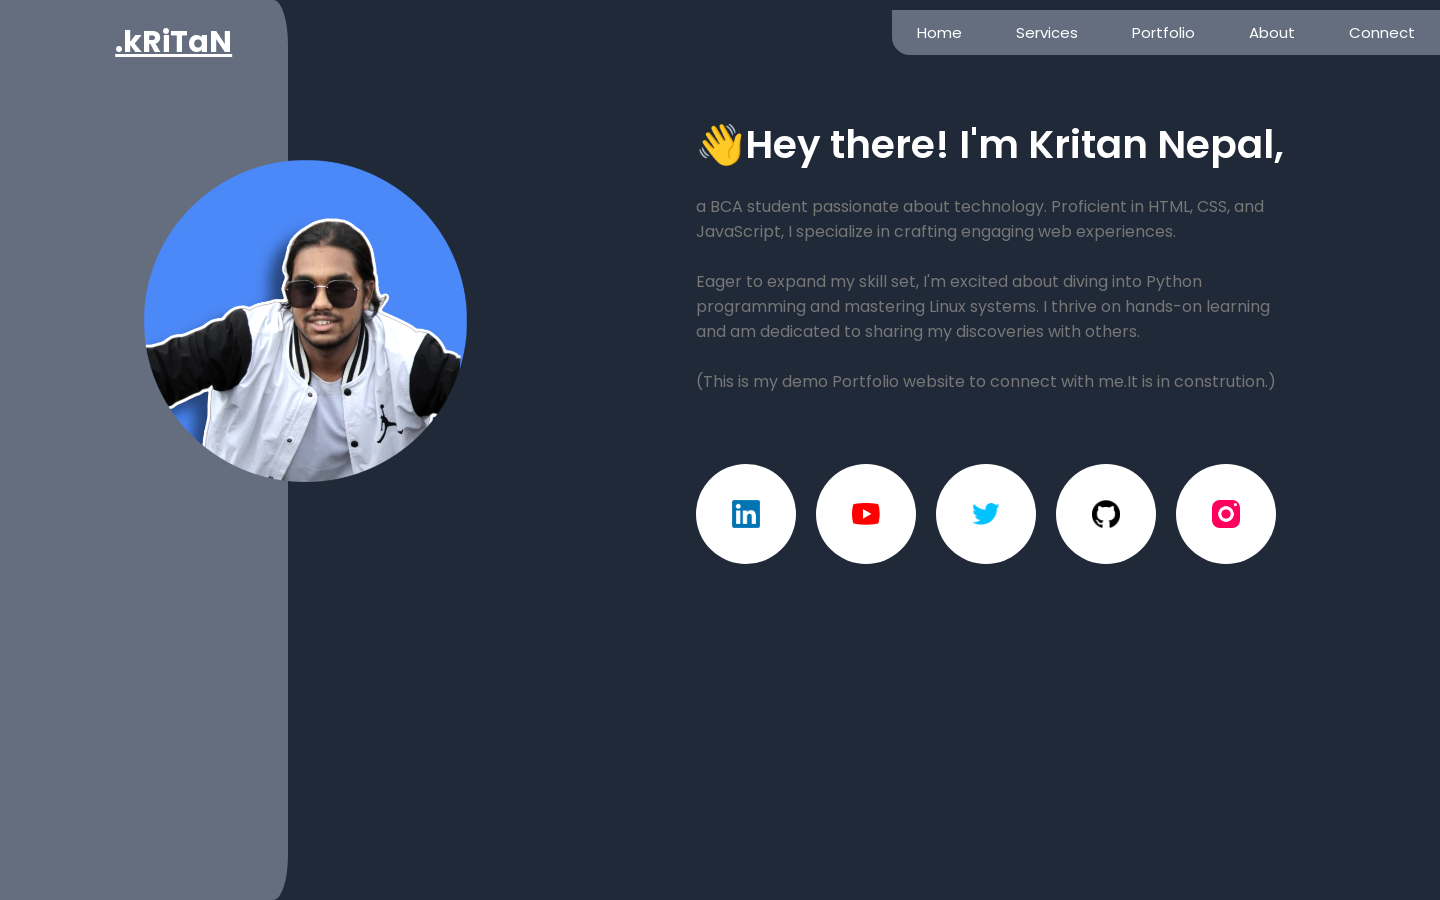 .kRiTaN
Home Services Portfolio About Connect
👋Hey there! I'm Kritan Nepal,
a BCA student passionate about technology. Proficient in HTML, CSS, and
JavaScript, I specialize in crafting engaging web experiences.
Eager to expand my skill set, I'm excited about diving into Python
programming and mastering Linux systems. I thrive on hands-on learning
and am dedicated to sharing my discoveries with others.
(This is my demo Portfolio website to connect with me.It is in constrution.)